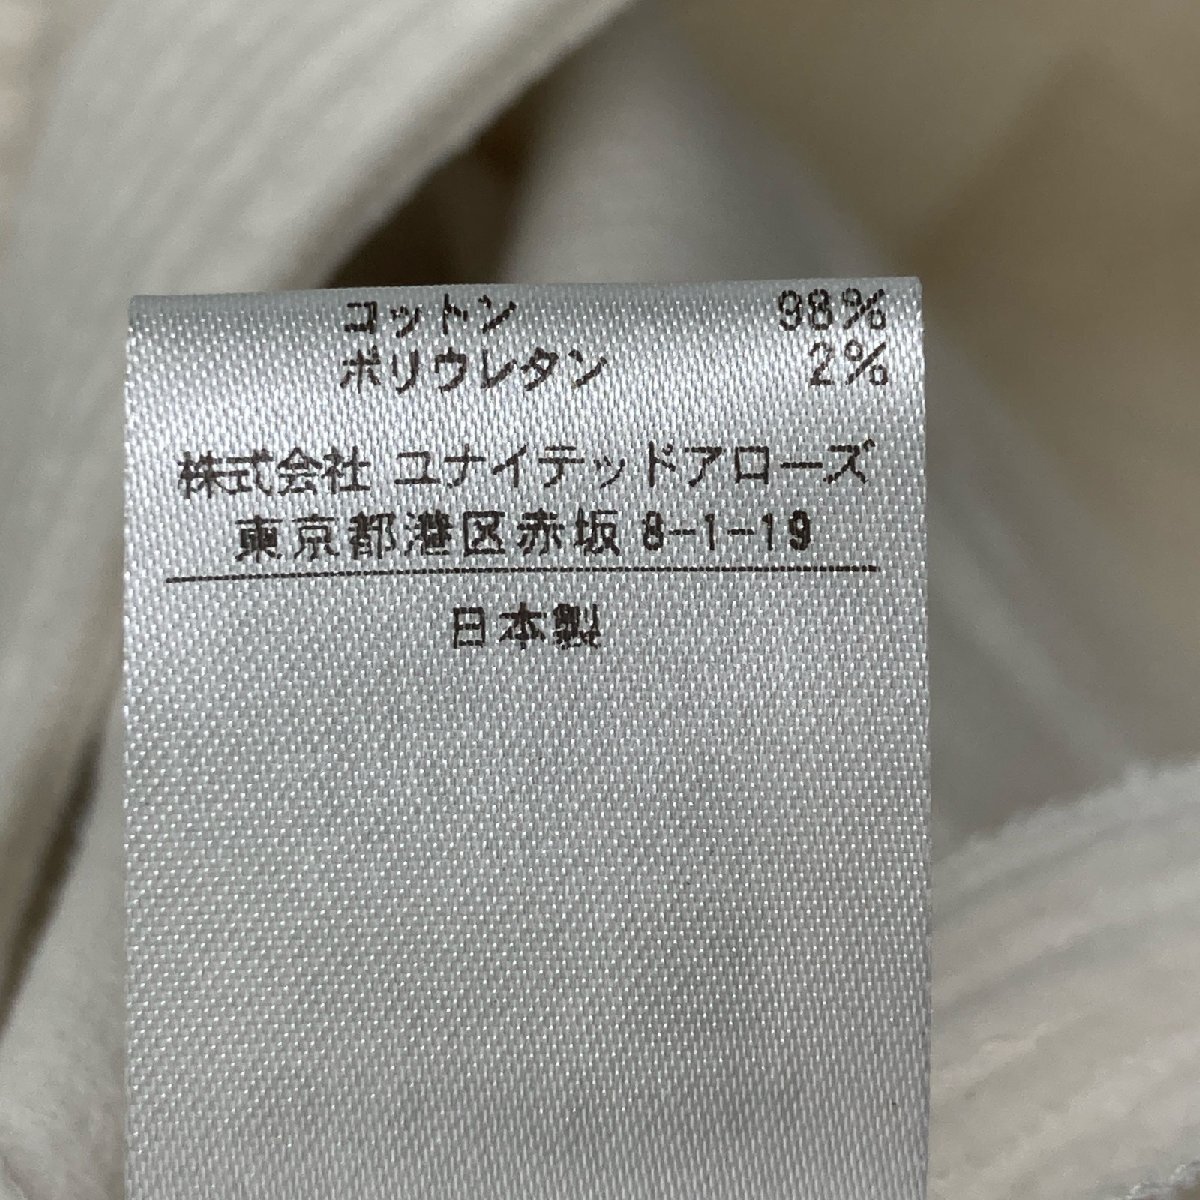 コットン 98%
ポリウレタン 2%
株式会社 ユナイテッドアローズ
東京都港区赤坂 8-1-19
日本製